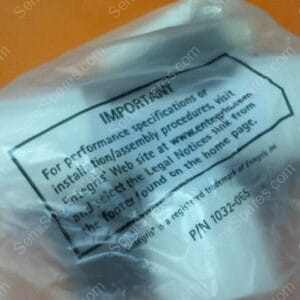 IMPORTANT
For performance specifications or
installation/assembly procedures, visit
Entegris' Web site at www.entegris.com
and select the Legal Notices link from
the footer found on the home page.
Entegris® is a registered trademark of Entegris, Inc
P/N 1032-065
SemiSpares.com